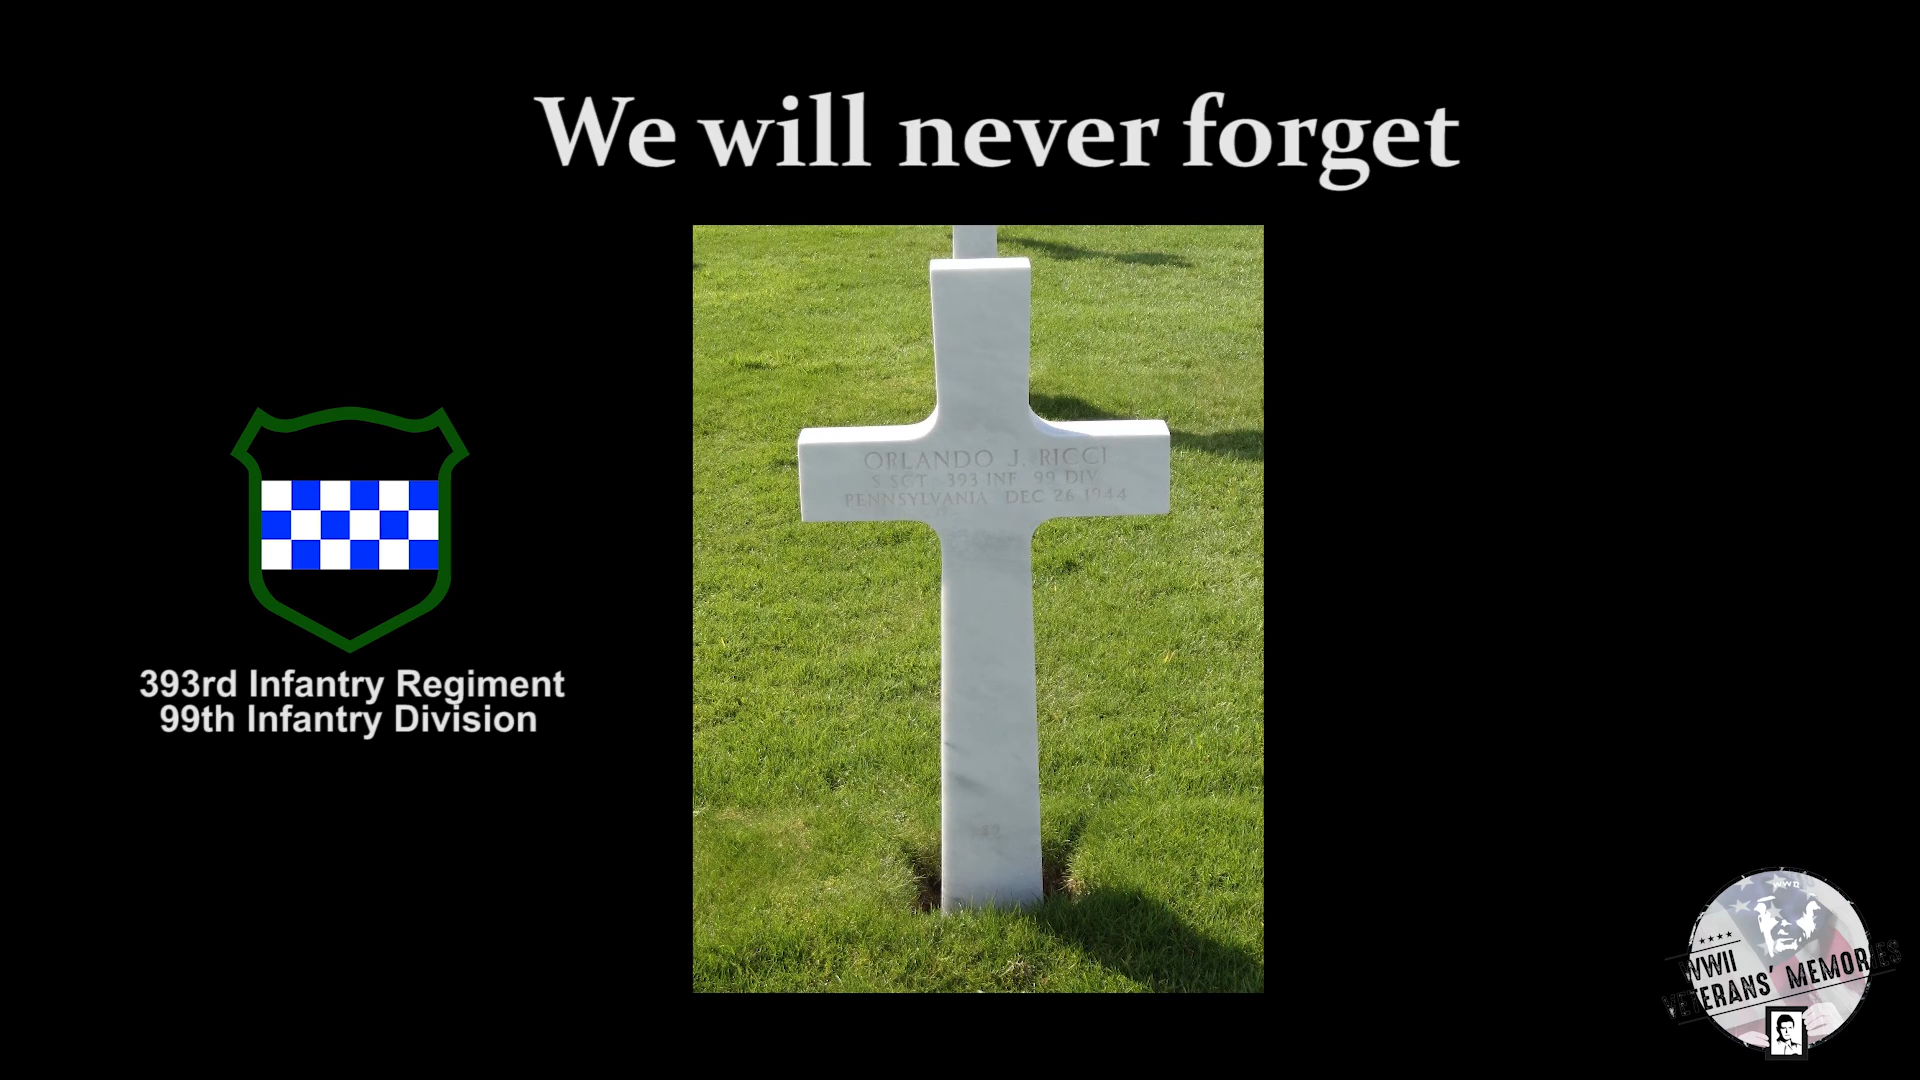 We will never forget
ORLANDO J. RICCI
S SGT 393 INF 99 DIV
PENNSYLVANIA DEC 26 1944
393rd Infantry Regiment
99th Infantry Division
WWII
VETERANS' MEMORIES